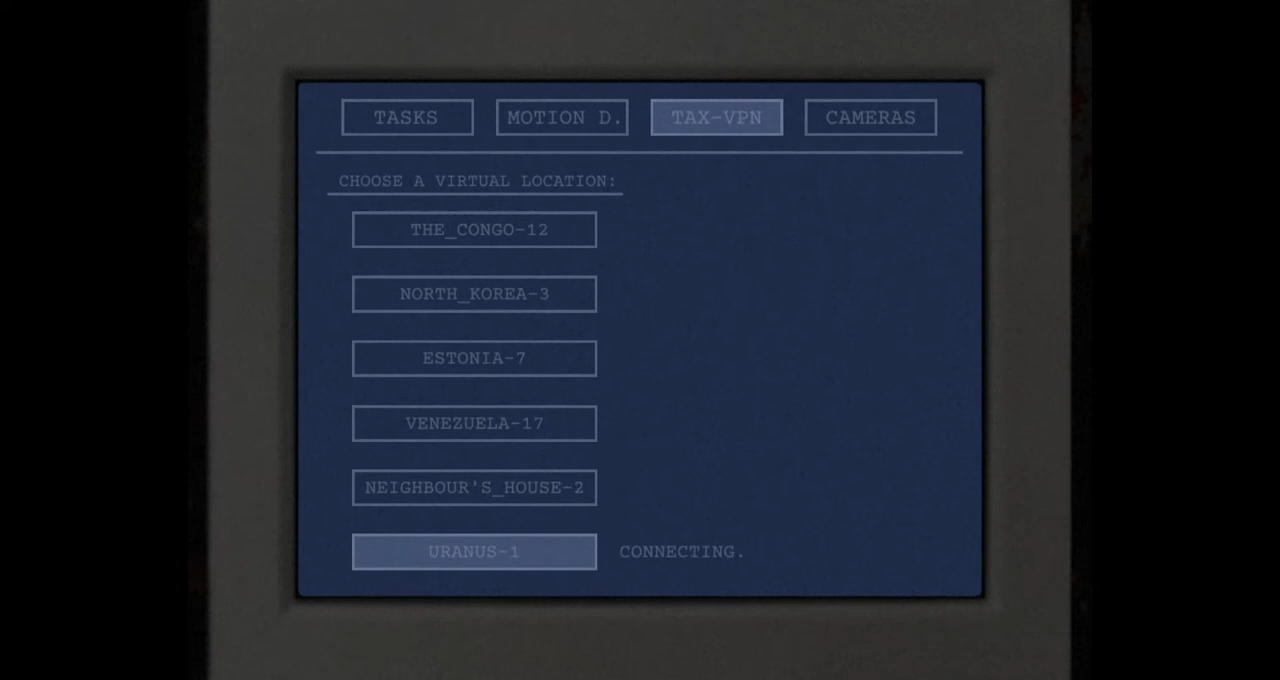 TASKS MOTION D. TAX-VPN CAMERAS
CHOOSE A VIRTUAL LOCATION:
THE_CONGO-12
NORTH_KOREA-3
ESTONIA-7
VENEZUELA-17
NEIGHBOUR'S_HOUSE-2
URANUS-1 CONNECTING.